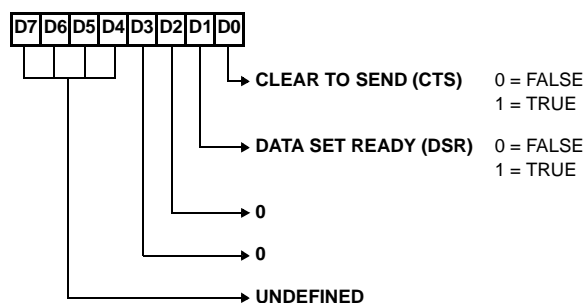 D7 D6 D5 D4 D3 D2 D1 D0
CLEAR TO SEND (CTS) 0 = FALSE
1 = TRUE
DATA SET READY (DSR) 0 = FALSE
1 = TRUE
0
0
UNDEFINED